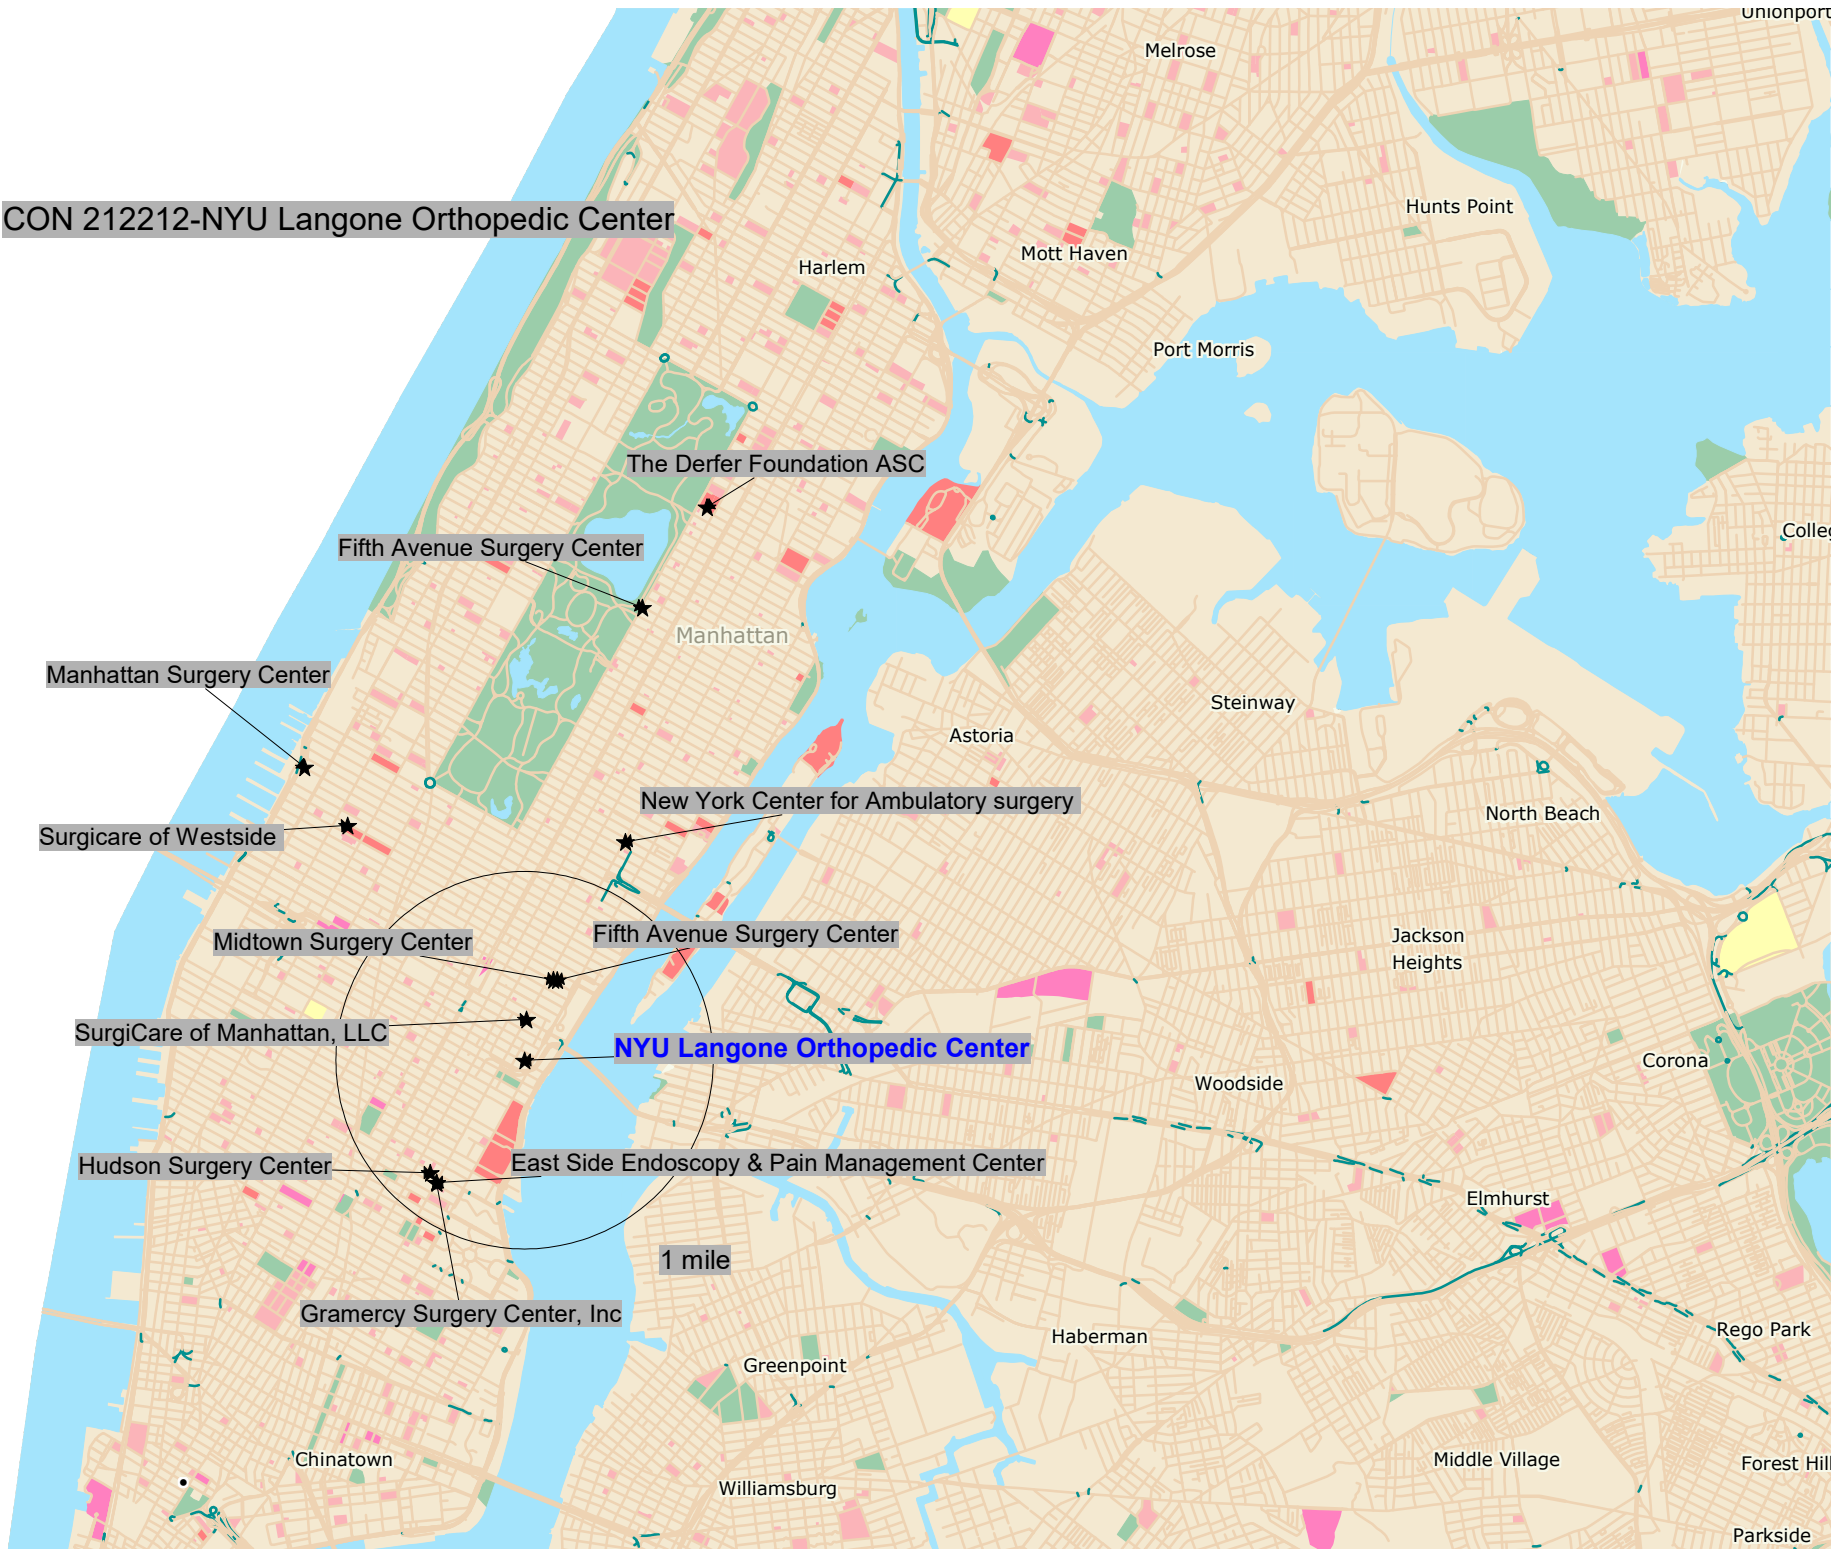 Unionport
Melrose
CON 212212-NYU Langone Orthopedic Center
Hunts Point
Mott Haven
Harlem
Port Morris
The Derfer Foundation ASC
Fifth Avenue Surgery Center
Colleg
Manhattan
Manhattan Surgery Center
Steinway
Astoria
New York Center for Ambulatory surgery
North Beach
Surgicare of Westside
Fifth Avenue Surgery Center
Midtown Surgery Center
Jackson
Heights
SurgiCare of Manhattan, LLC
NYU Langone Orthopedic Center
Corona
Woodside
Hudson Surgery Center
East Side Endoscopy & Pain Management Center
Elmhurst
1 mile
Gramercy Surgery Center, Inc
Rego Park
Haberman
Greenpoint
Chinatown
Middle Village
Forest Hill
Williamsburg
Parkside